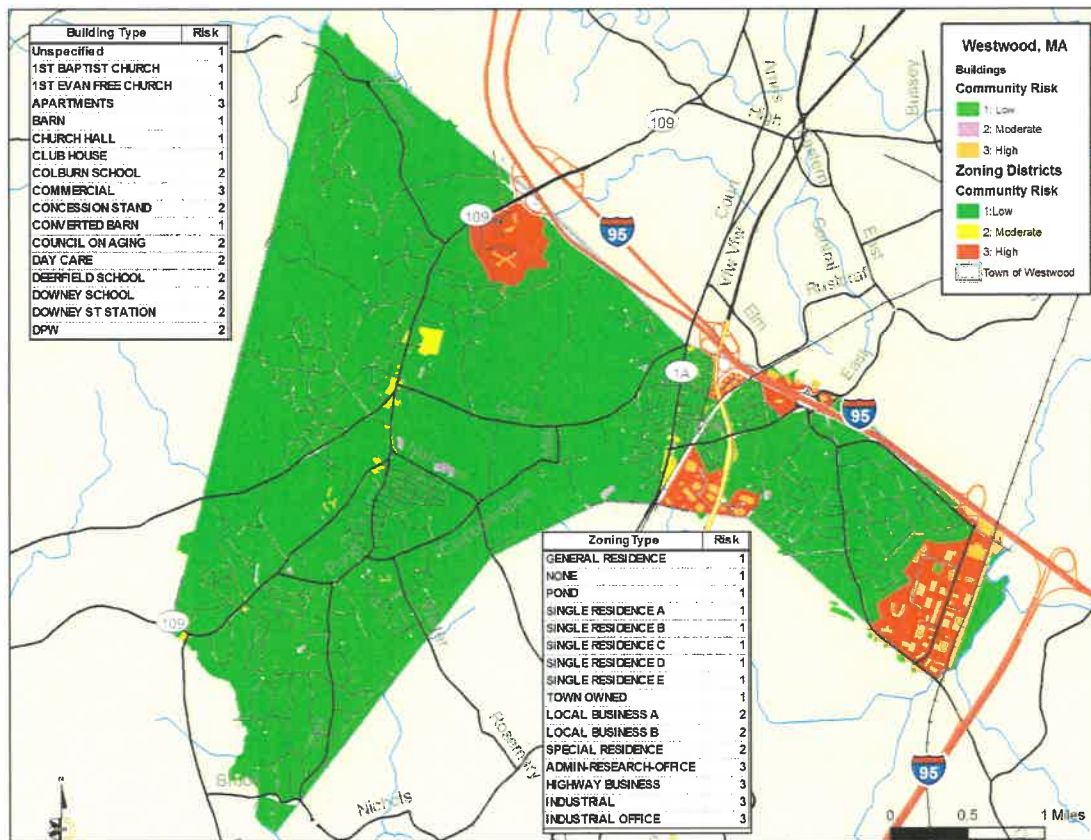 Building Type Risk
Unspecified 1
1ST BAPTIST CHURCH 1
1ST EVAN FREE CHURCH 1
APARTMENTS 3
BARN 1
CHURCH HALL 1
CLUB HOUSE 1
COLBURN SCHOOL 2
COMMERCIAL 3
CONCESSION STAND 2
CONVERTED BARN 1
COUNCIL ON AGING 2
DAY CARE 2
DEERFIELD SCHOOL 2
DOWNEY SCHOOL 2
DOWNEY ST STATION 2
DPW 2
Westwood, MA
Buildings
Community Risk
1: Low
2: Moderate
3: High
Zoning Districts
Community Risk
1:Low
2: Moderate
3: High
Town of Westwood
Bussey
109
109
95
Eastern
Central
East
Elm
East
1A
95
109
Zoning Type Risk
GENERAL RESIDENCE 1
NONE 1
POND 1
SINGLE RESIDENCE A 1
SINGLE RESIDENCE B 1
SINGLE RESIDENCE C 1
SINGLE RESIDENCE D 1
SINGLE RESIDENCE E 1
TOWN OWNED 1
LOCAL BUSINESS A 2
LOCAL BUSINESS B 2
SPECIAL RESIDENCE 2
ADMIN-RESEARCH-OFFICE 3
HIGHWAY BUSINESS 3
INDUSTRIAL 3
INDUSTRIAL OFFICE 3
Rosemary
Nichols
95
0 0.5 1 Miles